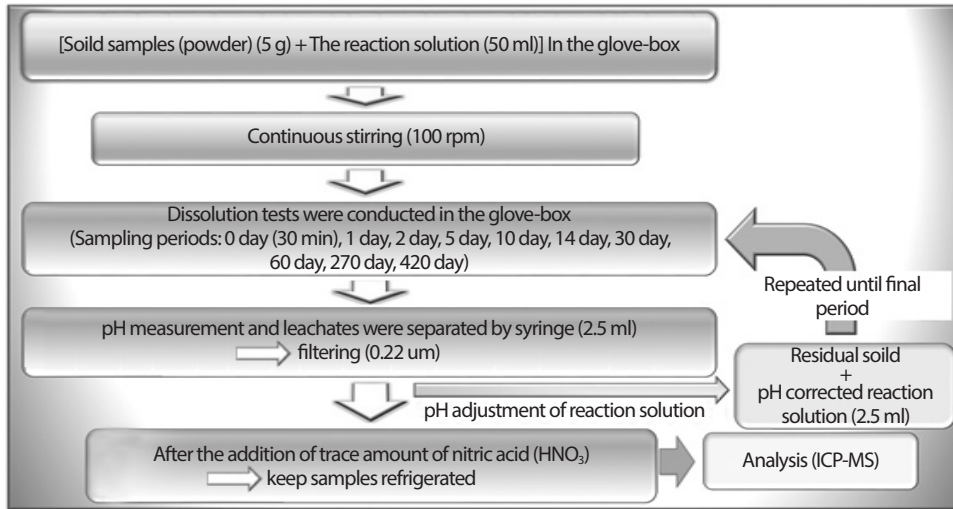 [Soild samples (powder) (5 g) + The reaction solution (50 ml)] In the glove-box
Continuous stirring (100 rpm)
Dissolution tests were conducted in the glove-box
(Sampling periods: 0 day (30 min), 1 day, 2 day, 5 day, 10 day, 14 day, 30 day,
60 day, 270 day, 420 day)
Repeated until final
period
pH measurement and leachates were separated by syringe (2.5 ml)
filtering (0.22 um)
Residual soild
+
pH corrected reaction
solution (2.5 ml)
pH adjustment of reaction solution
After the addition of trace amount of nitric acid (HNO₃)
keep samples refrigerated
Analysis (ICP-MS)